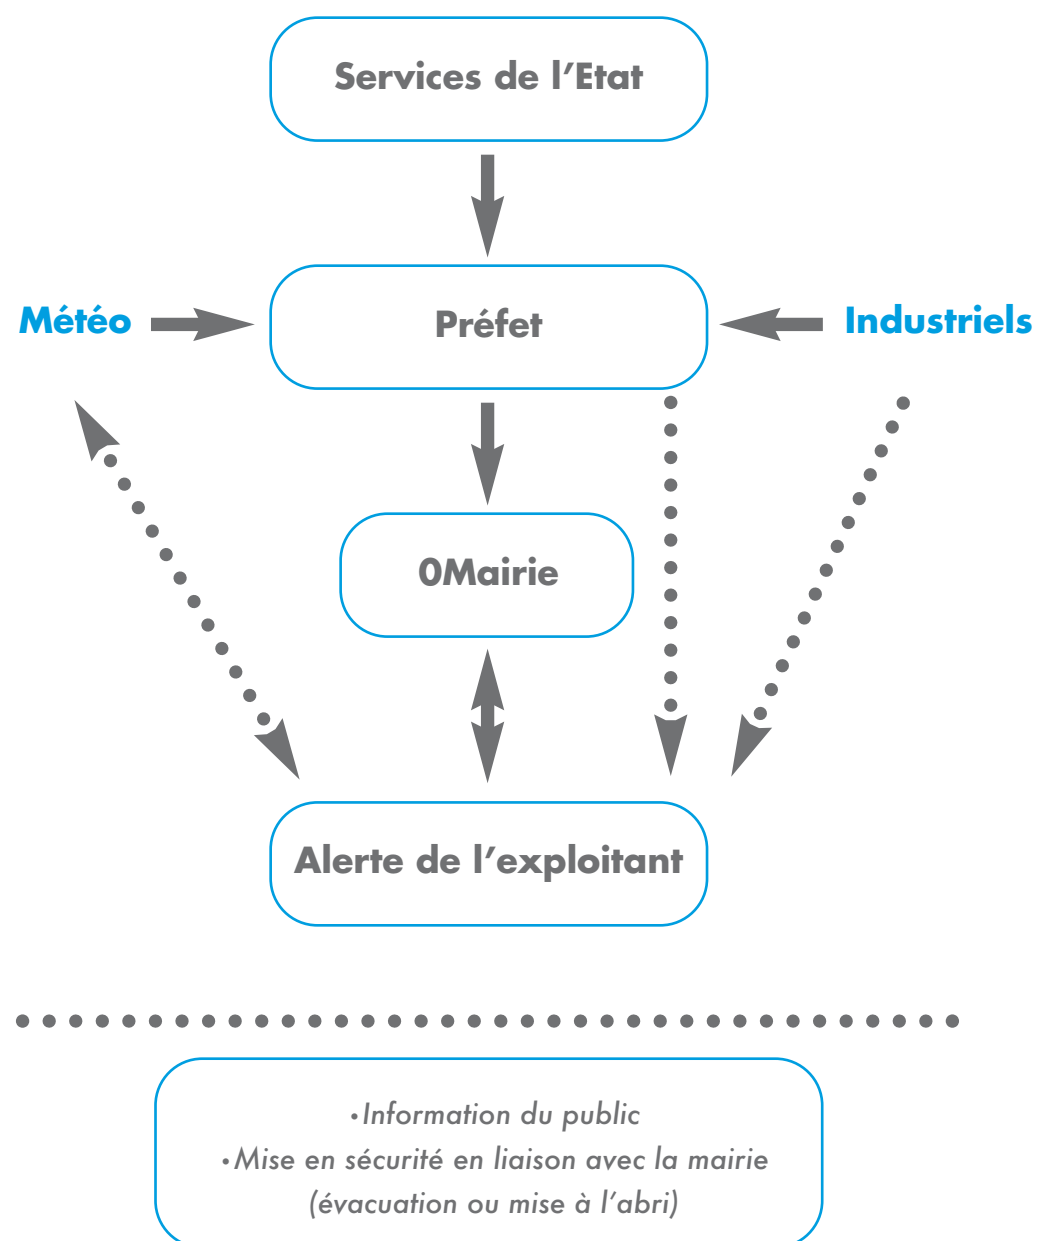 Services de l’Etat
Météo
Préfet
Industriels
0Mairie
Alerte de l’exploitant
•Information du public
•Mise en sécurité en liaison avec la mairie
(évacuation ou mise à l’abri)